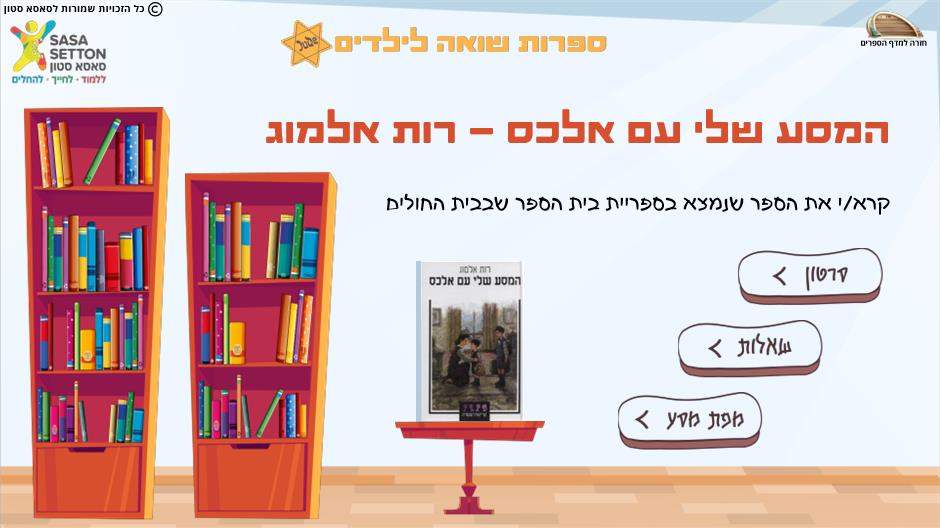 © כל הזכויות שמורות לסאסא סטון
SASA
SETTON
סאסא סטון
ללמוד • לחייך • להחלים
ספרות שואה לילדים
חזרה למדף הספרים
המסע שלי עם אלכס – רות אלמוג
קרא/י את הספר שנמצא בספריית בית הספר שבבית החולים
רות אלמוג
המסע שלי עם אלכס
סרטון >
שאלות >
מפת מסע >